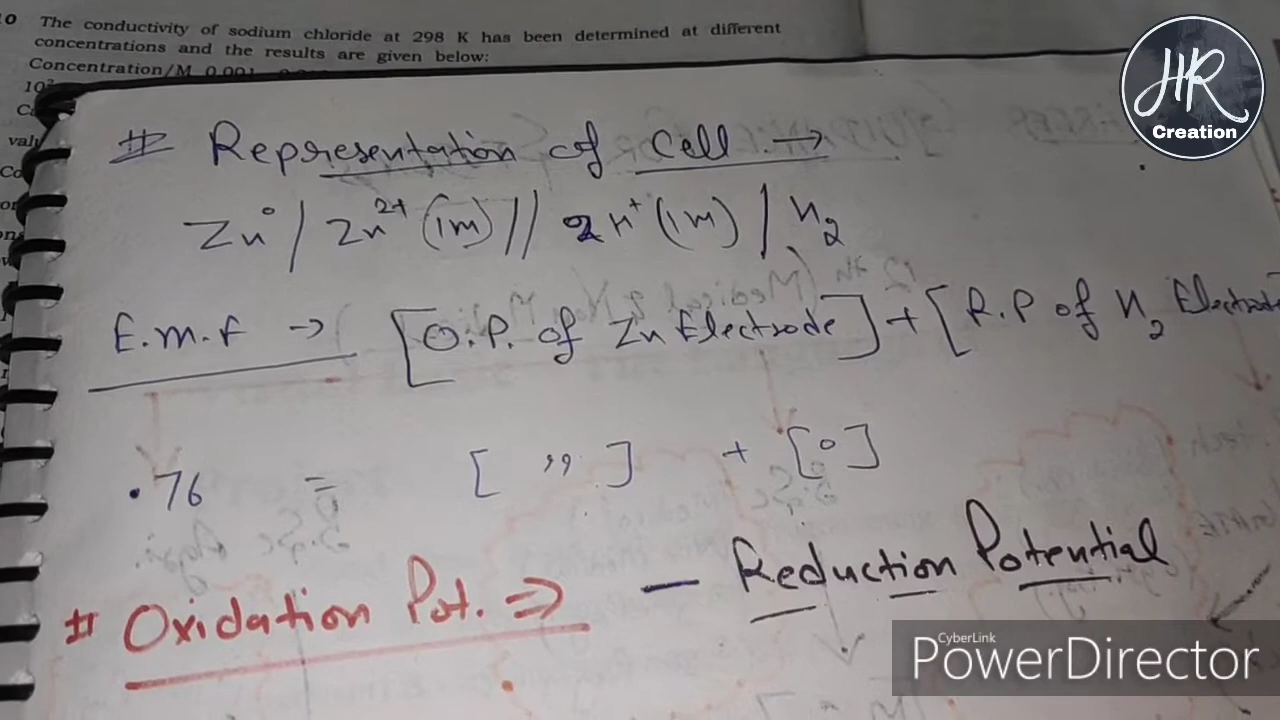 10 The conductivity of sodium chloride at 298 K has been determined at different
concentrations and the results are given below:
Concentration/M 0.001
HR
Creation
# Representation of Cell →
Zn° / Zn²⁺ (1M) // 2H⁺ (1M) / H₂
E.M.F → [O.P. of Zn Electrode] + [R.P of H₂ Electrode
.76 = [ ,, ] + [0]
# Oxidation Pot. ⇒ — Reduction Potential
CyberLink
PowerDirector